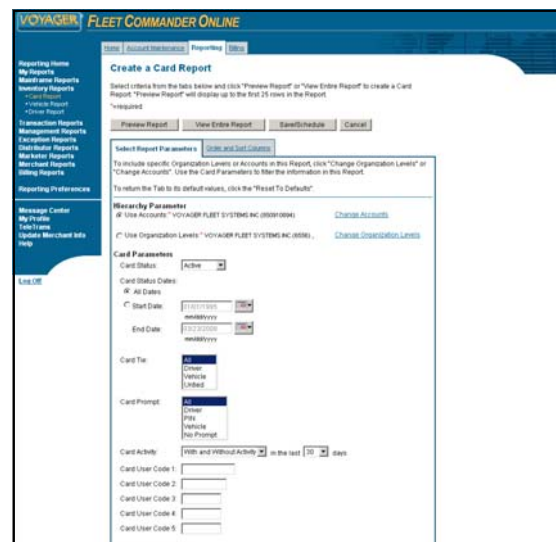 VOYAGER FLEET COMMANDER ONLINE
Home Account Maintenance Reporting Billing
Reporting Home
My Reports
Mainframe Reports
Inventory Reports
•Card Report
•Vehicle Report
•Driver Report
Transaction Reports
Management Reports
Exception Reports
Distributor Reports
Marketer Reports
Merchant Reports
Billing Reports
Reporting Preferences
Message Center
My Profile
TeleTrans
Update Merchant Info
Help
Log Off
Create a Card Report
Select criteria from the tabs below and click "Preview Report" or "View Entire Report" to create a Card
Report. "Preview Report" will display up to the first 25 rows in the Report.
*=required
Preview Report View Entire Report Save/Schedule Cancel
Select Report Parameters Order and Sort Columns
To include specific Organization Levels or Accounts in this Report, click "Change Organization Levels" or
"Change Accounts". Use the Card Parameters to filter the information in this Report.
To return the Tab to its default values, click the "Reset To Defaults".
Hierarchy Parameter
Use Accounts:* VOYAGER FLEET SYSTEMS INC Change Accounts
Use Organization Levels:* VOYAGER FLEET SYSTEMS INC , Change Organization Levels
Card Parameters
Card Status: Active
Card Status Dates:
All Dates
Start Date: 01/01/1995
mm/dd/yyyy
End Date:
mm/dd/yyyy
Card Tie: All
Driver
Vehicle
Untied
Card Prompt: All
Driver
PIN
Vehicle
No Prompt
Card Activity: With and Without Activity in the last 30 days
Card User Code 1:
Card User Code 2:
Card User Code 3:
Card User Code 4:
Card User Code 5: